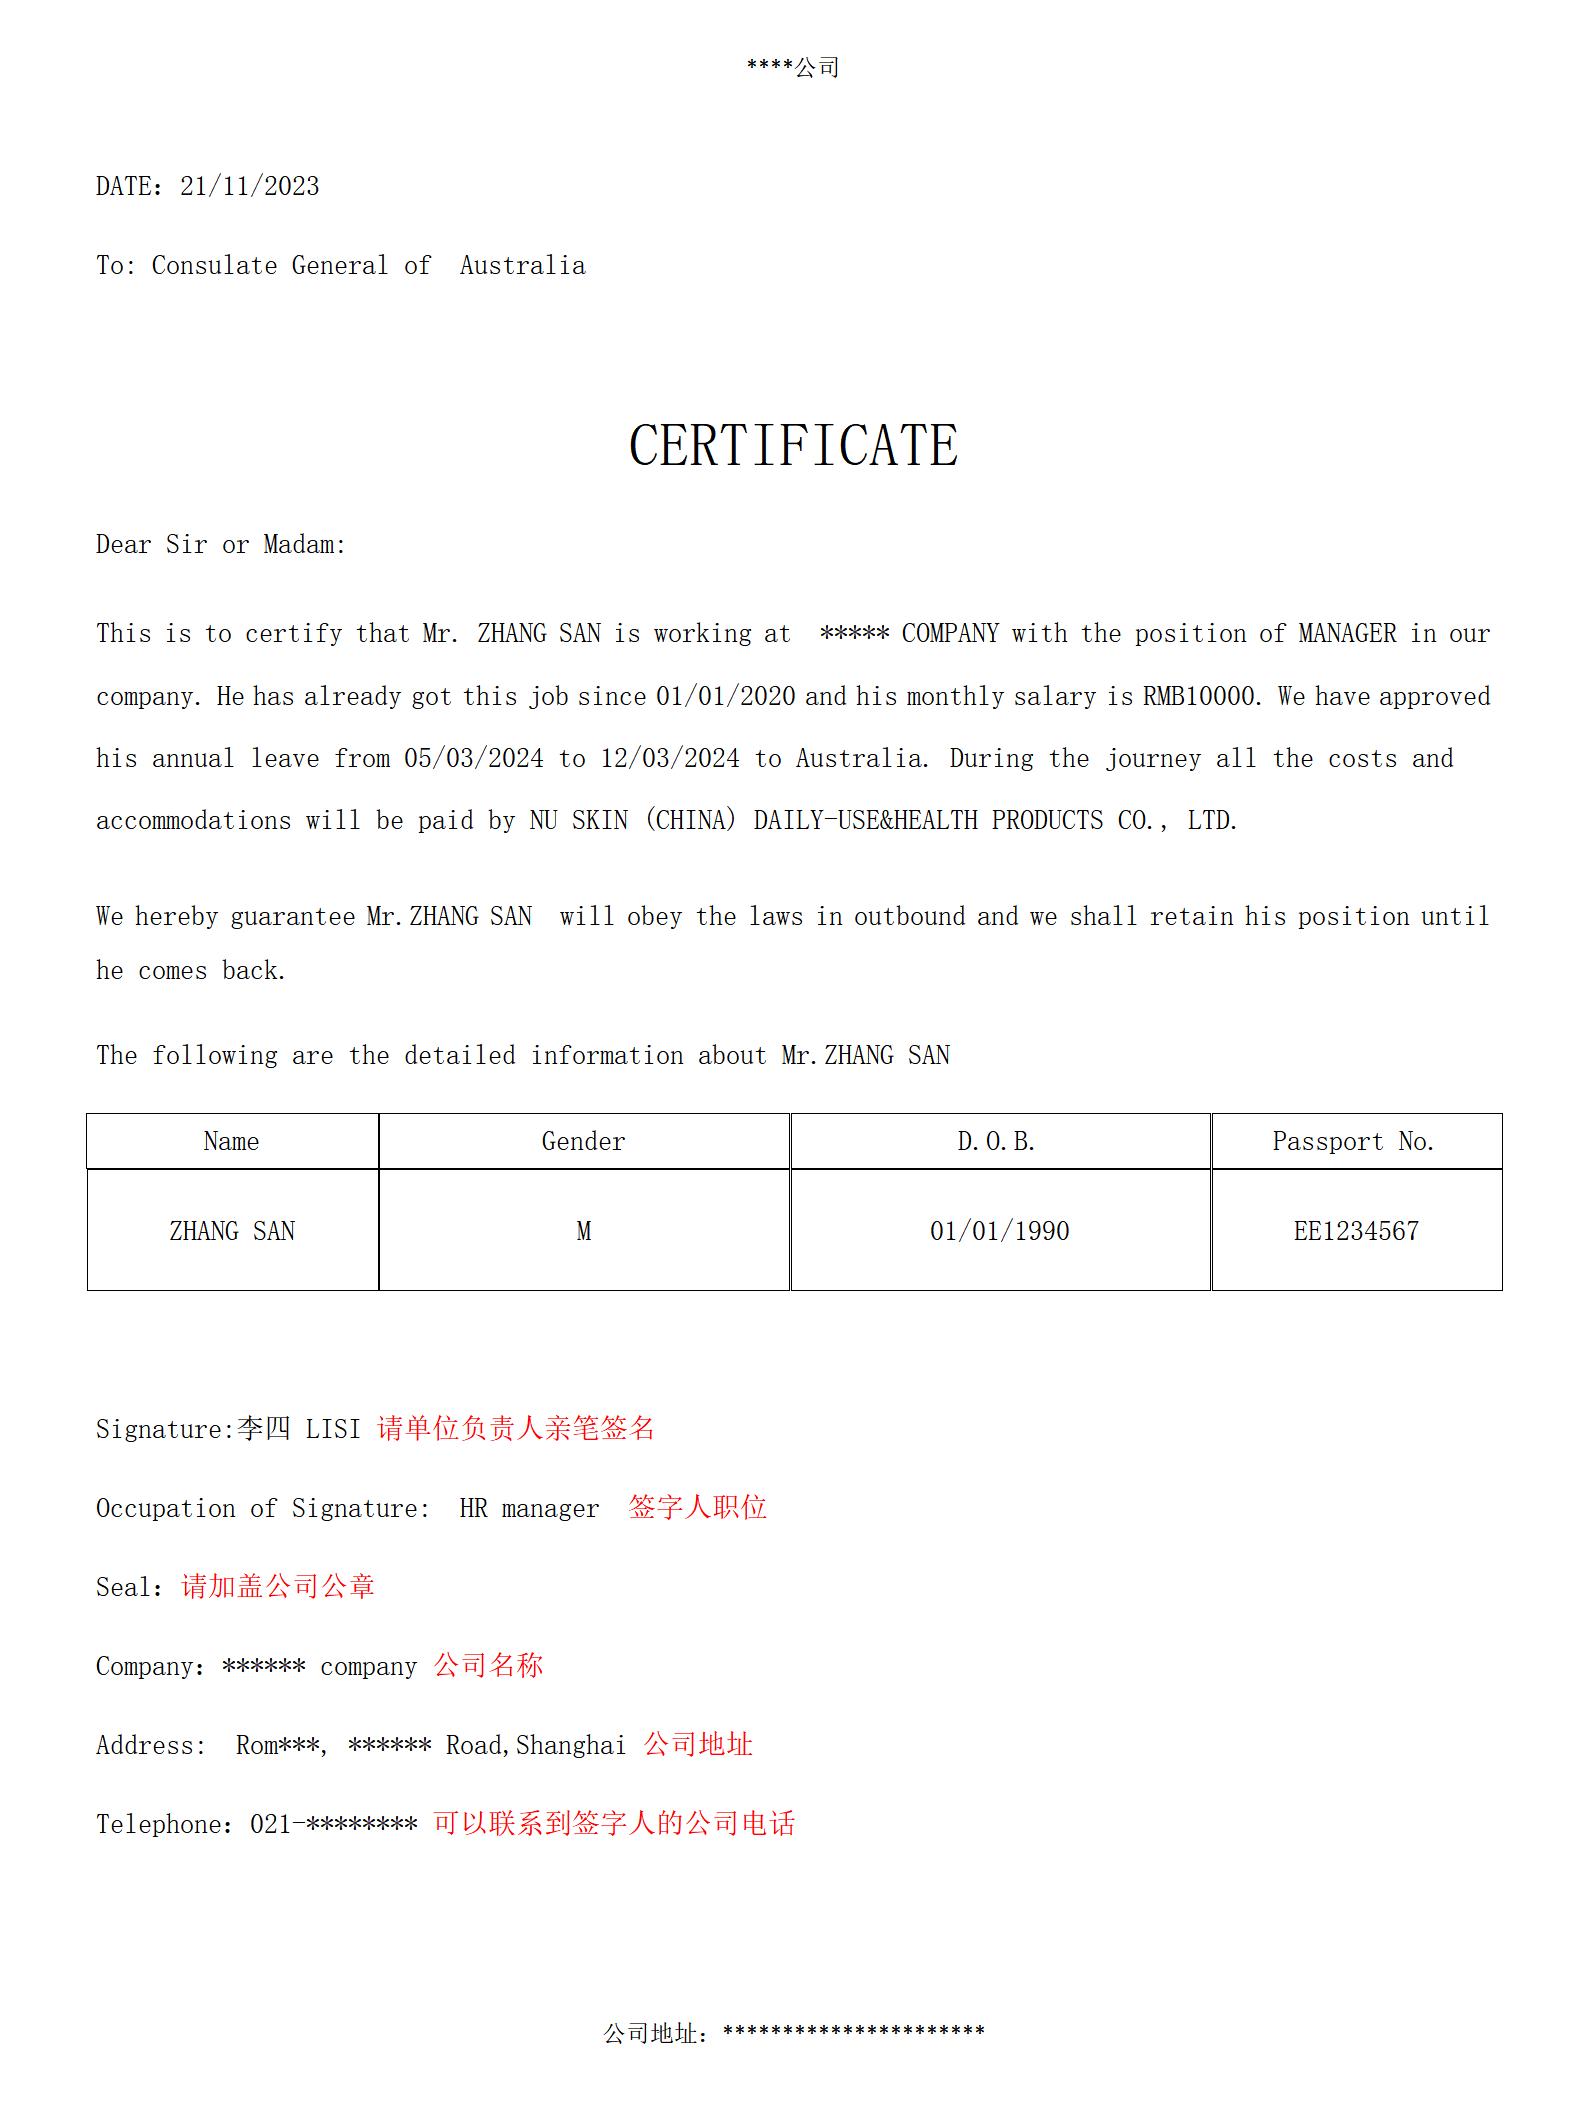 ****公司
DATE：21/11/2023
To: Consulate General of  Australia
CERTIFICATE
Dear Sir or Madam:
This is to certify that Mr. ZHANG SAN is working at  ***** COMPANY with the position of MANAGER in our
company. He has already got this job since 01/01/2020 and his monthly salary is RMB10000. We have approved
his annual leave from 05/03/2024 to 12/03/2024 to Australia. During the journey all the costs and
accommodations will be paid by NU SKIN (CHINA) DAILY-USE&HEALTH PRODUCTS CO., LTD.
We hereby guarantee Mr.ZHANG SAN  will obey the laws in outbound and we shall retain his position until
he comes back.
The following are the detailed information about Mr.ZHANG SAN
Name Gender D.O.B. Passport No.
ZHANG SAN M 01/01/1990 EE1234567
Signature:李四 LISI 请单位负责人亲笔签名
Occupation of Signature:  HR manager  签字人职位
Seal：请加盖公司公章
Company：****** company 公司名称
Address:  Rom***, ****** Road,Shanghai 公司地址
Telephone：021-******** 可以联系到签字人的公司电话
公司地址：**********************